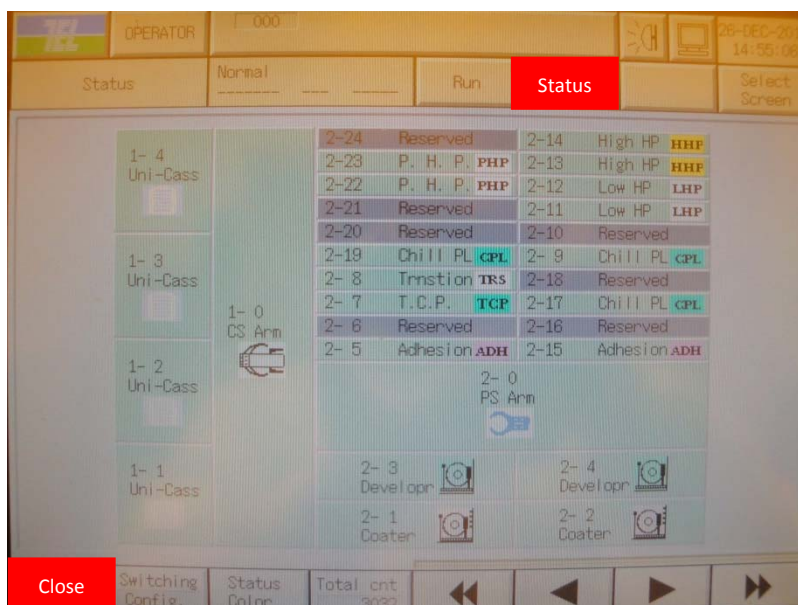 TEL
OPERATOR
000
26-DEC-201
14:55:06
Status
Normal
Run
Status
Select
Screen
1- 4
Uni-Cass
1- 3
Uni-Cass
1- 2
Uni-Cass
1- 1
Uni-Cass
1- 0
CS Arm
2-24 Reserved
2-23 P. H. P. PHP
2-22 P. H. P. PHP
2-21 Reserved
2-20 Reserved
2-19 Chill PL CPL
2- 8 Trnstion TRS
2- 7 T.C.P. TCP
2- 6 Reserved
2- 5 Adhesion ADH
2-14 High HP HHP
2-13 High HP HHP
2-12 Low HP LHP
2-11 Low HP LHP
2-10 Reserved
2- 9 Chill PL CPL
2-18 Reserved
2-17 Chill PL CPL
2-16 Reserved
2-15 Adhesion ADH
2- 0
PS Arm
2- 3
Developr
2- 4
Developr
2- 1
Coater
2- 2
Coater
Close
Switching
Config
Status
Color
Total cnt